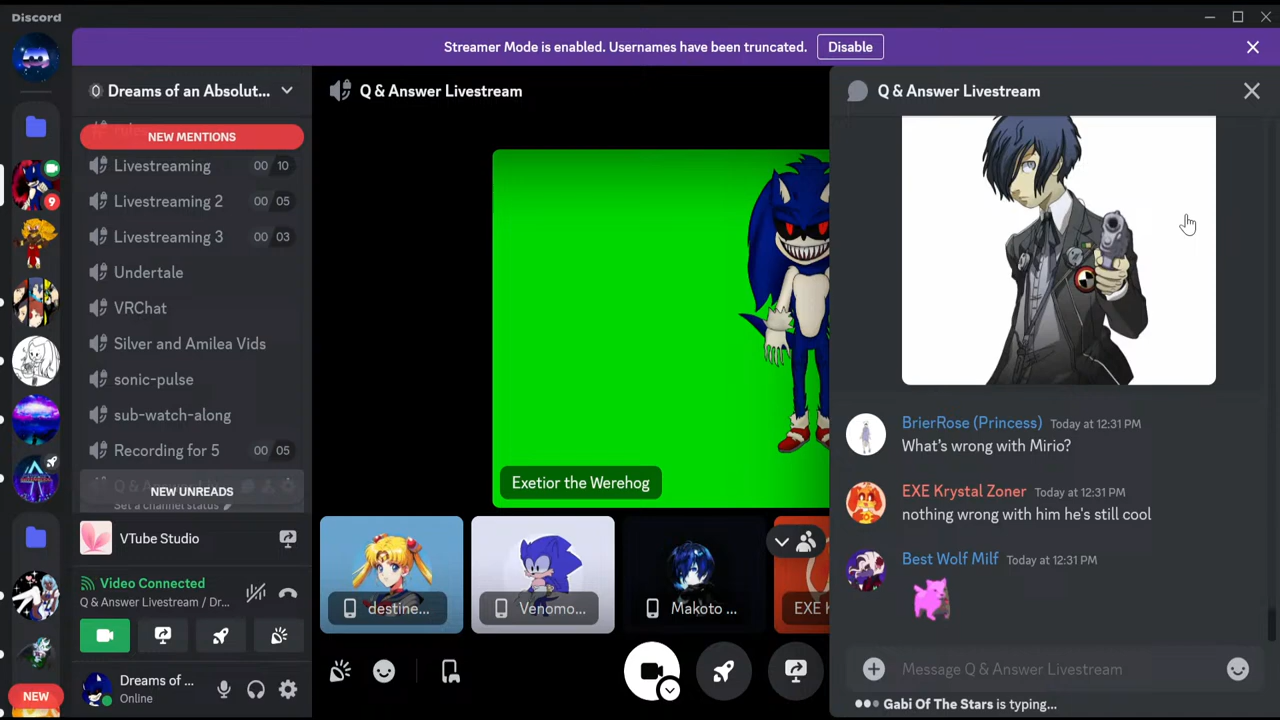 Discord
Streamer Mode is enabled. Usernames have been truncated.
Disable
Dreams of an Absolut...
NEW MENTIONS
Livestreaming 00 10
Livestreaming 2 00 05
Livestreaming 3 00 03
Undertale
VRChat
Silver and Amilea Vids
sonic-pulse
sub-watch-along
Recording for 5 00 05
NEW UNREADS
Set a channel status
VTube Studio
Video Connected
Q & Answer Livestream / Dr...
Dreams of ...
Online
9
NEW
Q & Answer Livestream
Exetior the Werehog
destine...
Venomo...
Makoto ...
EXE
Q & Answer Livestream
BrierRose (Princess) Today at 12:31 PM
What's wrong with Mirio?
EXE Krystal Zoner Today at 12:31 PM
nothing wrong with him he's still cool
Best Wolf Milf Today at 12:31 PM
Message Q & Answer Livestream
Gabi Of The Stars is typing...